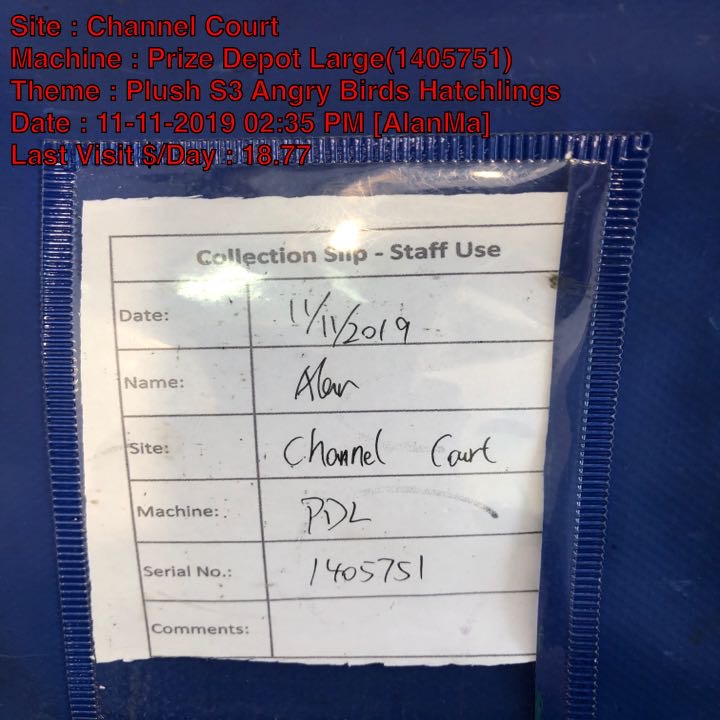 Site : Channel Court
Machine : Prize Depot Large(1405751)
Theme : Plush S3 Angry Birds Hatchlings
Date : 11-11-2019 02:35 PM [AlanMa]
Last Visit $/Day : 18.77
Collection Slip - Staff Use
Date: 11/11/2019
Name: Alan
Site: Channel Court
Machine: PDL
Serial No.: 1405751
Comments: